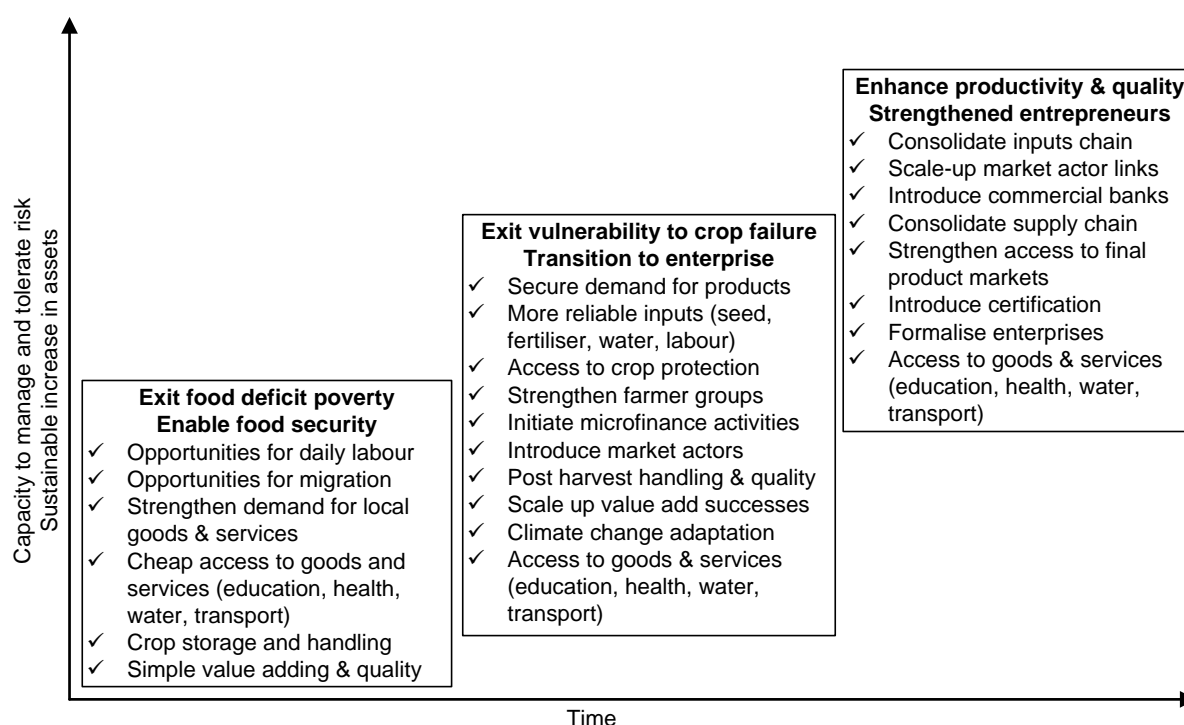 Capacity to manage and tolerate risk
Sustainable increase in assets
Exit food deficit poverty
Enable food security
✓ Opportunities for daily labour
✓ Opportunities for migration
✓ Strengthen demand for local
goods & services
✓ Cheap access to goods and
services (education, health,
water, transport)
✓ Crop storage and handling
✓ Simple value adding & quality
Exit vulnerability to crop failure
Transition to enterprise
✓ Secure demand for products
✓ More reliable inputs (seed,
fertiliser, water, labour)
✓ Access to crop protection
✓ Strengthen farmer groups
✓ Initiate microfinance activities
✓ Introduce market actors
✓ Post harvest handling & quality
✓ Scale up value add successes
✓ Climate change adaptation
✓ Access to goods & services
(education, health, water,
transport)
Enhance productivity & quality
Strengthened entrepreneurs
✓ Consolidate inputs chain
✓ Scale-up market actor links
✓ Introduce commercial banks
✓ Consolidate supply chain
✓ Strengthen access to final
product markets
✓ Introduce certification
✓ Formalise enterprises
✓ Access to goods & services
(education, health, water,
transport)
Time